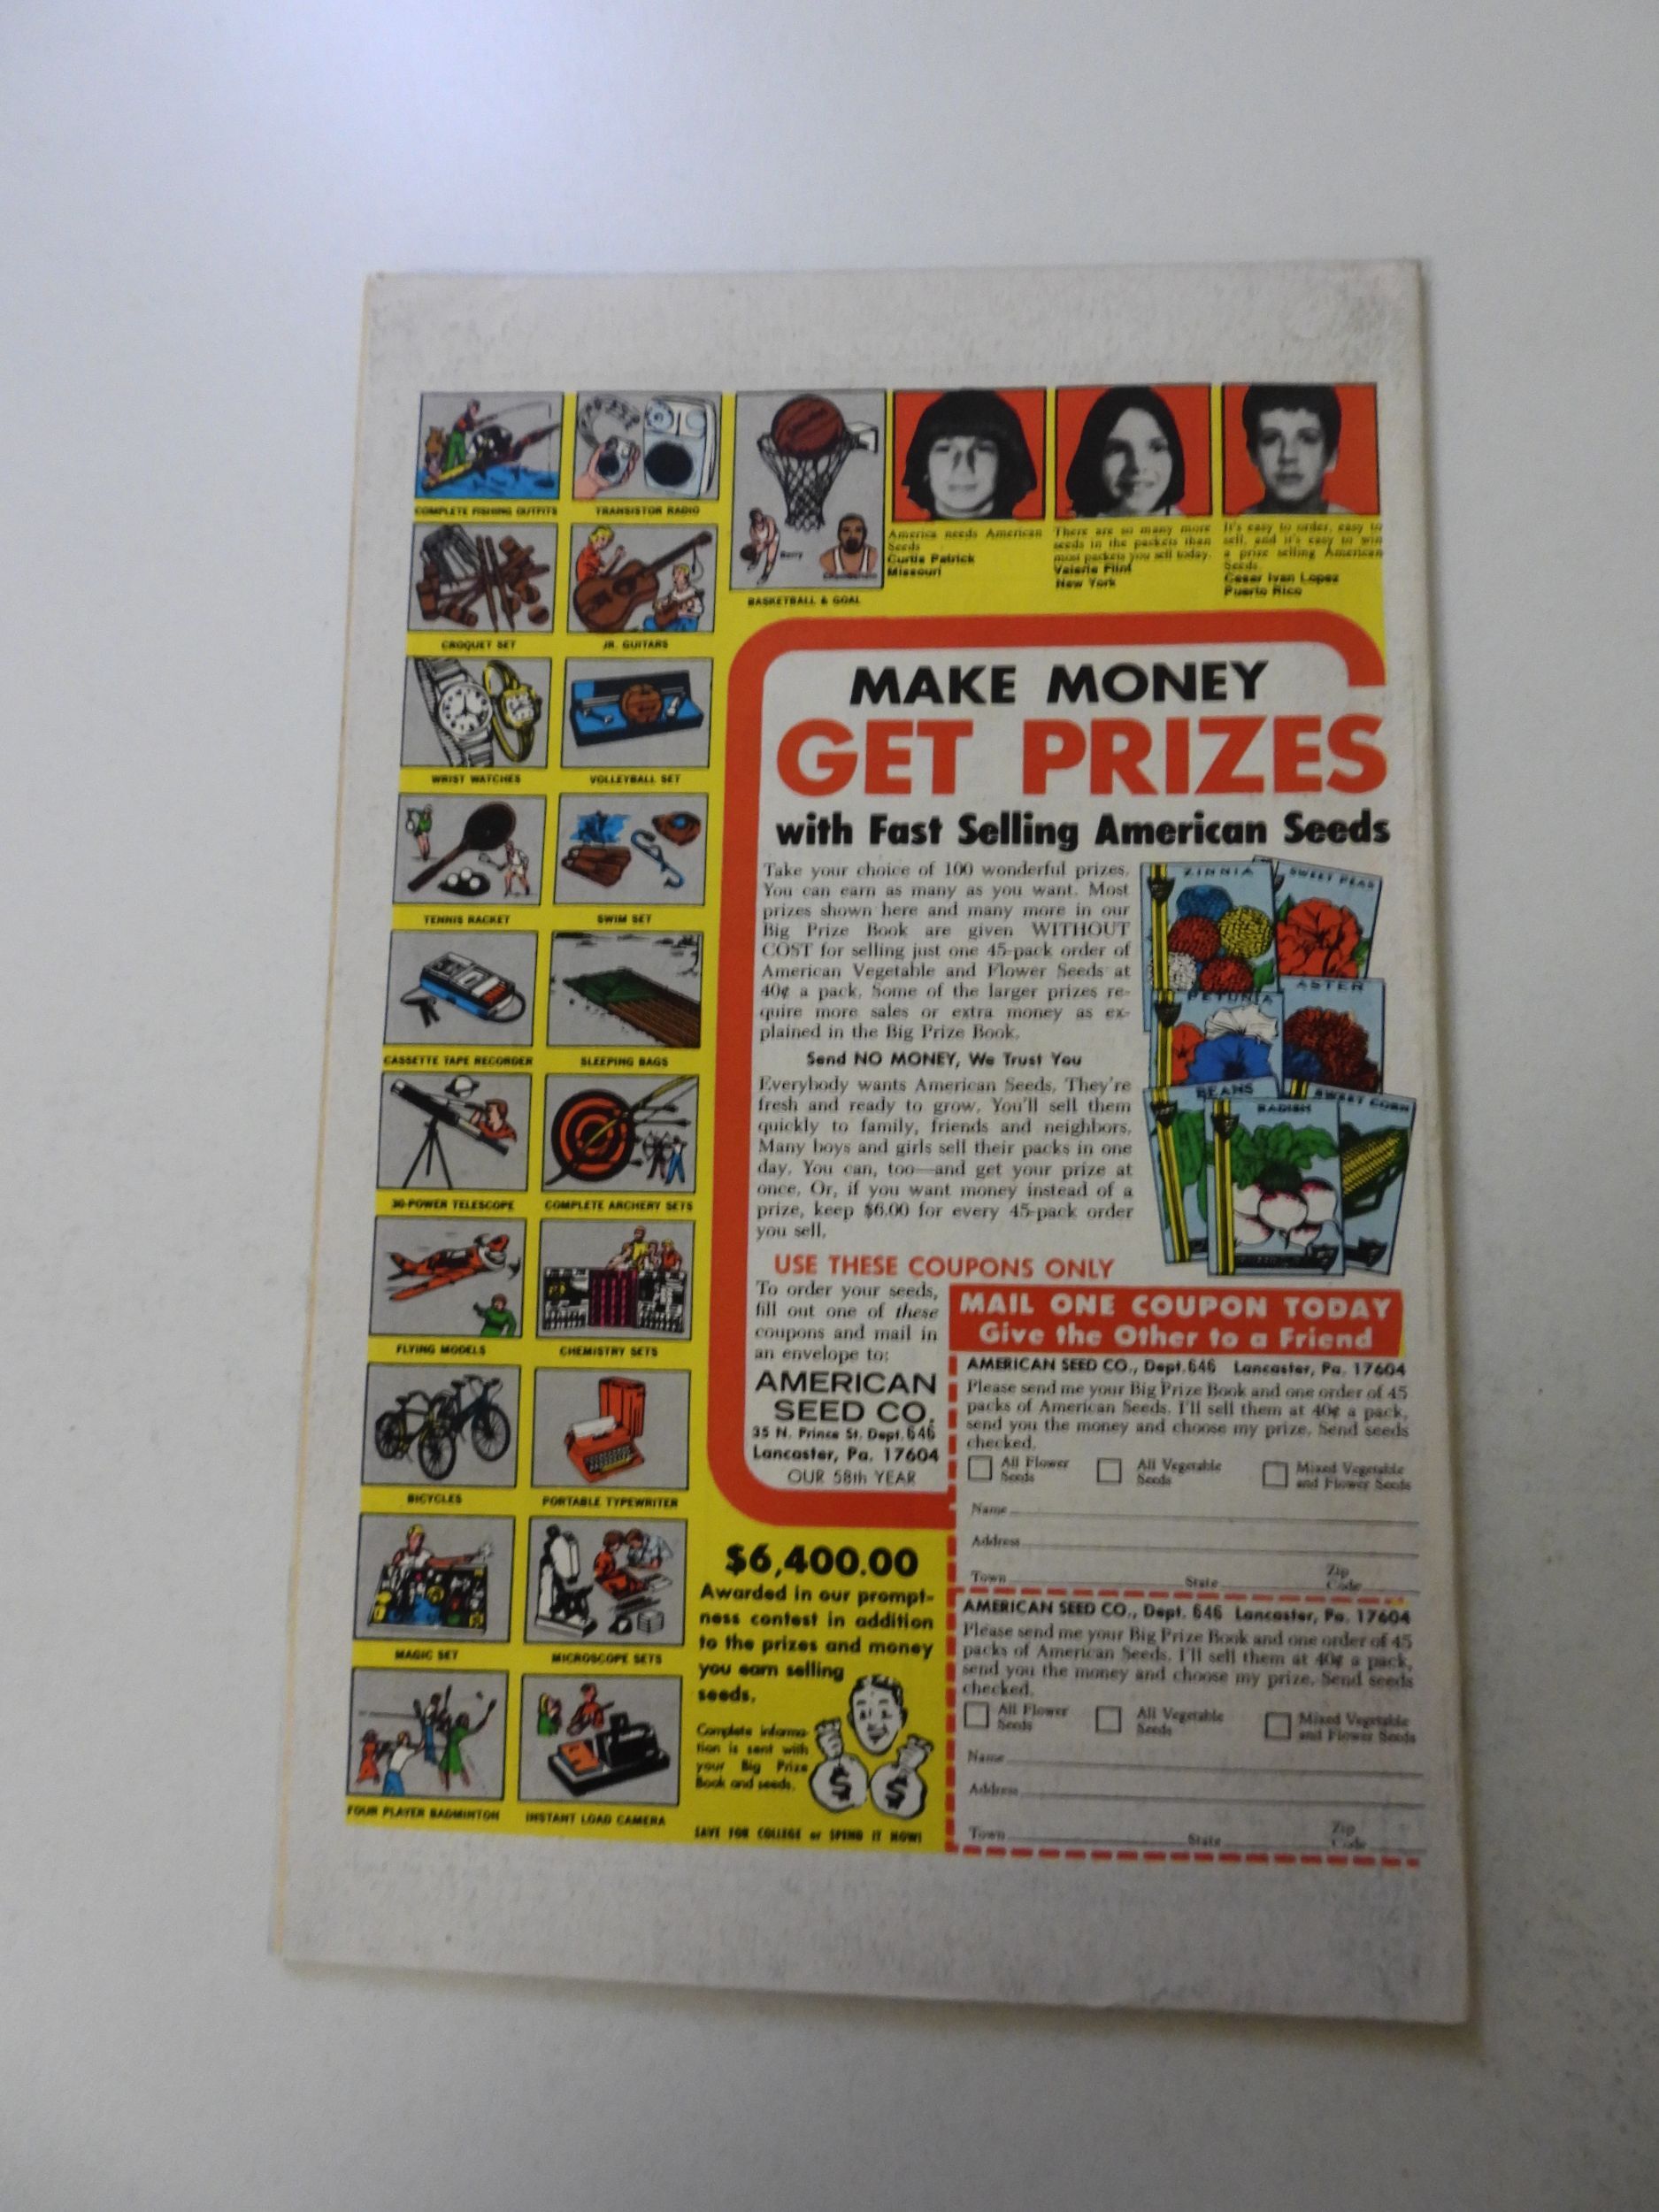 COMPLETE FISHING OUTFITS
TRANSISTOR RADIO
CROQUET SET
JR. GUITARS
WRIST WATCHES
VOLLEYBALL SET
TENNIS RACKET
SWIM SET
CASSETTE TAPE RECORDER
SLEEPING BAGS
30-POWER TELESCOPE
COMPLETE ARCHERY SETS
FLYING MODELS
CHEMISTRY SETS
BICYCLES
PORTABLE TYPEWRITER
MAGIC SET
MICROSCOPE SETS
FOUR PLAYER BADMINTON
INSTANT LOAD CAMERA
Barry
BASKETBALL & GOAL
America needs American
Seeds
Curtis Patrick
Missouri
There are so many more
seeds in the packets than
most packets you sell today.
Valerie Flint
New York
It's easy to order, easy to
sell, and it's easy to win
a prize selling American
Seeds.
Cesar Ivan Lopez
Puerto Rico
MAKE MONEY
GET PRIZES
with Fast Selling American Seeds
Take your choice of 100 wonderful prizes.
You can earn as many as you want. Most
prizes shown here and many more in our
Big Prize Book are given WITHOUT
COST for selling just one 45-pack order of
American Vegetable and Flower Seeds at
40¢ a pack. Some of the larger prizes re-
quire more sales or extra money as ex-
plained in the Big Prize Book.
Send NO MONEY, We Trust You
Everybody wants American Seeds. They're
fresh and ready to grow. You'll sell them
quickly to family, friends and neighbors.
Many boys and girls sell their packs in one
day. You can, too—and get your prize at
once. Or, if you want money instead of a
prize, keep $6.00 for every 45-pack order
you sell.
ZINNIA
SWEET PEAS
PETUNIA
ASTER
BEANS
RADISH
SWEET CORN
USE THESE COUPONS ONLY
To order your seeds,
fill out one of these
coupons and mail in
an envelope to:
AMERICAN
SEED CO.
35 N. Prince St. Dept. 646
Lancaster, Pa. 17604
OUR 58th YEAR
MAIL ONE COUPON TODAY
Give the Other to a Friend
AMERICAN SEED CO., Dept. 646 Lancaster, Pa. 17604
Please send me your Big Prize Book and one order of 45
packs of American Seeds. I'll sell them at 40¢ a pack,
send you the money and choose my prize. Send seeds
checked.
All Flower
Seeds
All Vegetable
Seeds
Mixed Vegetable
and Flower Seeds
Name
Address
Town State Zip Code
AMERICAN SEED CO., Dept. 646 Lancaster, Pa. 17604
Please send me your Big Prize Book and one order of 45
packs of American Seeds. I'll sell them at 40¢ a pack,
send you the money and choose my prize. Send seeds
checked.
All Flower
Seeds
All Vegetable
Seeds
Mixed Vegetable
and Flower Seeds
Name
Address
Town State Zip Code
$6,400.00
Awarded in our prompt-
ness contest in addition
to the prizes and money
you earn selling
seeds.
Complete informa-
tion is sent with
your Big Prize
Book and seeds.
$ $
SAVE FOR COLLEGE or SPEND IT NOW!